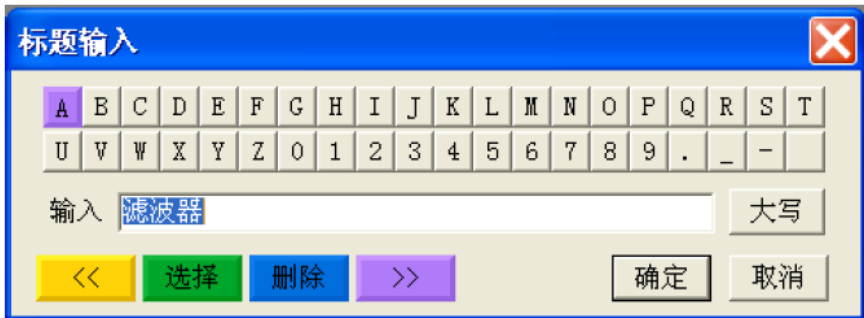 标题输入
A B C D E F G H I J K L M N O P Q R S T
U V W X Y Z 0 1 2 3 4 5 6 7 8 9 . _ -
输入 滤波器 大写
<< 选择 删除 >> 确定 取消